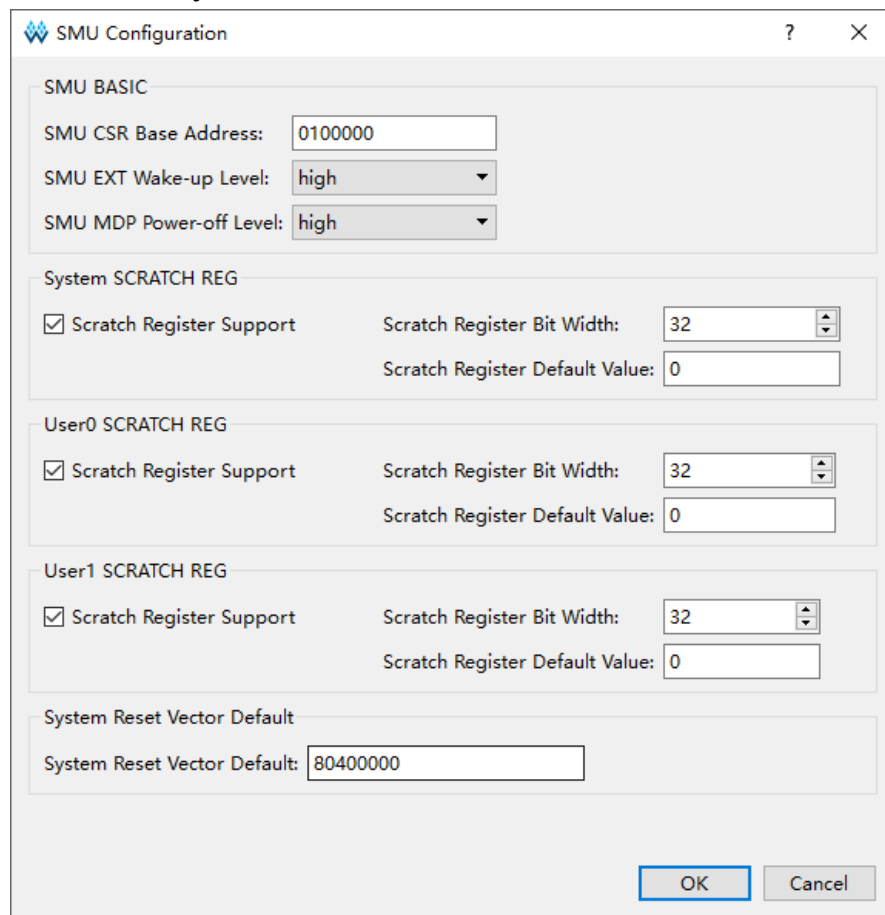 SMU Configuration ?
SMU BASIC
SMU CSR Base Address: 0100000
SMU EXT Wake-up Level: high
SMU MDP Power-off Level: high
System SCRATCH REG
Scratch Register Support Scratch Register Bit Width: 32
Scratch Register Default Value: 0
User0 SCRATCH REG
Scratch Register Support Scratch Register Bit Width: 32
Scratch Register Default Value: 0
User1 SCRATCH REG
Scratch Register Support Scratch Register Bit Width: 32
Scratch Register Default Value: 0
System Reset Vector Default
System Reset Vector Default: 80400000
OK Cancel